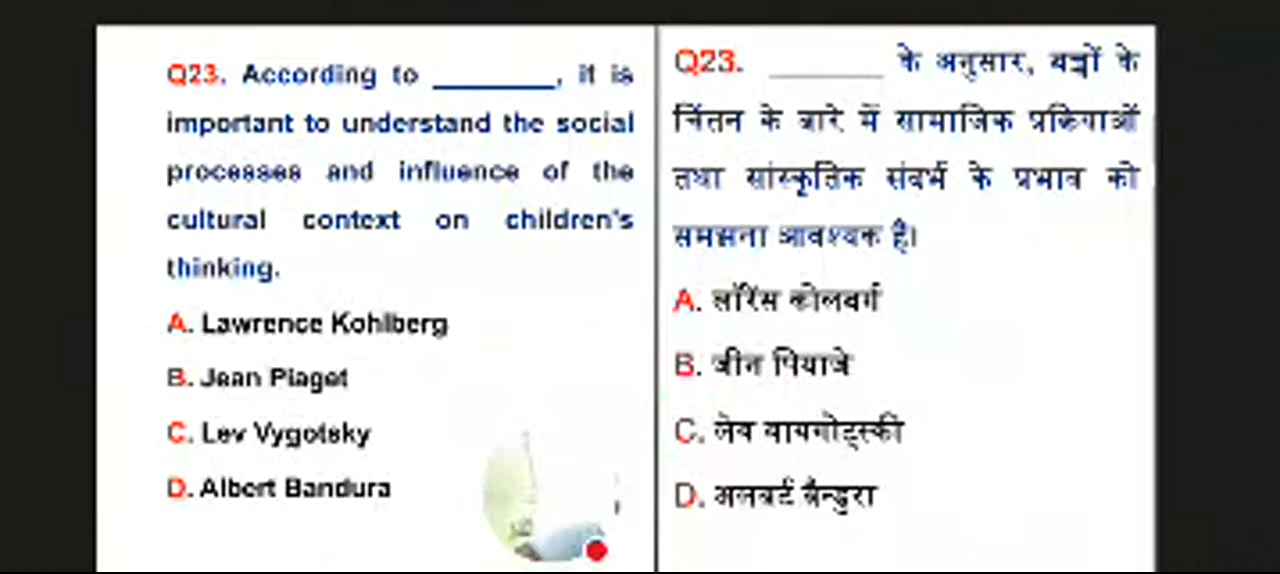 Q23. According to ________, it is
important to understand the social
processes and influence of the
cultural context on children's
thinking.
A. Lawrence Kohlberg
B. Jean Piaget
C. Lev Vygotsky
D. Albert Bandura
Q23. ________ के अनुसार, बच्चों के
चिंतन के बारे में सामाजिक प्रक्रियाओं
तथा सांस्कृतिक संदर्भ के प्रभाव को
समझना आवश्यक है।
A. लॉरेंस कोलबर्ग
B. जीन पियाजे
C. लेव वायगोट्स्की
D. अलबर्ट बैन्डुरा